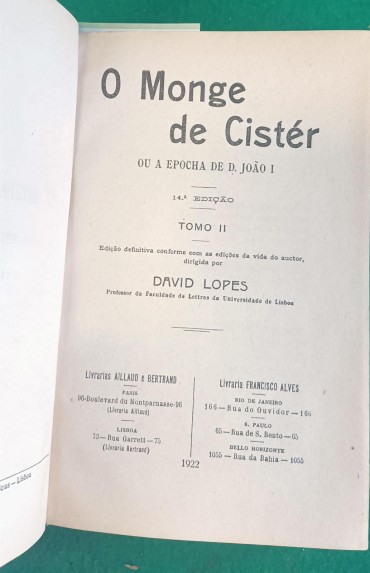 O Monge
de Cistér
OU A EPOCHA DE D. JOÃO I
14.ª EDIÇÃO
TOMO II
Edição definitiva conforme com as edições da vida do auctor,
dirigida por
DAVID LOPES
Professor da Faculdade de Lettras da Universidade de Lisboa
Livrarias AILLAUD e BERTRAND
PARIS
96-Boulevard du Montparnasse-96
(Livraria Aillaud)
LISBOA
73—Rua Garrett—75
(Livraria Bertrand)
Livraria FRANCISCO ALVES
RIO DE JANEIRO
166—Rua do Ouvidor—166
S. PAULO
65—Rua de S. Bento—65
BELLO HORIZONTE
1055—Rua da Bahia—1055
1922
— Lisboa